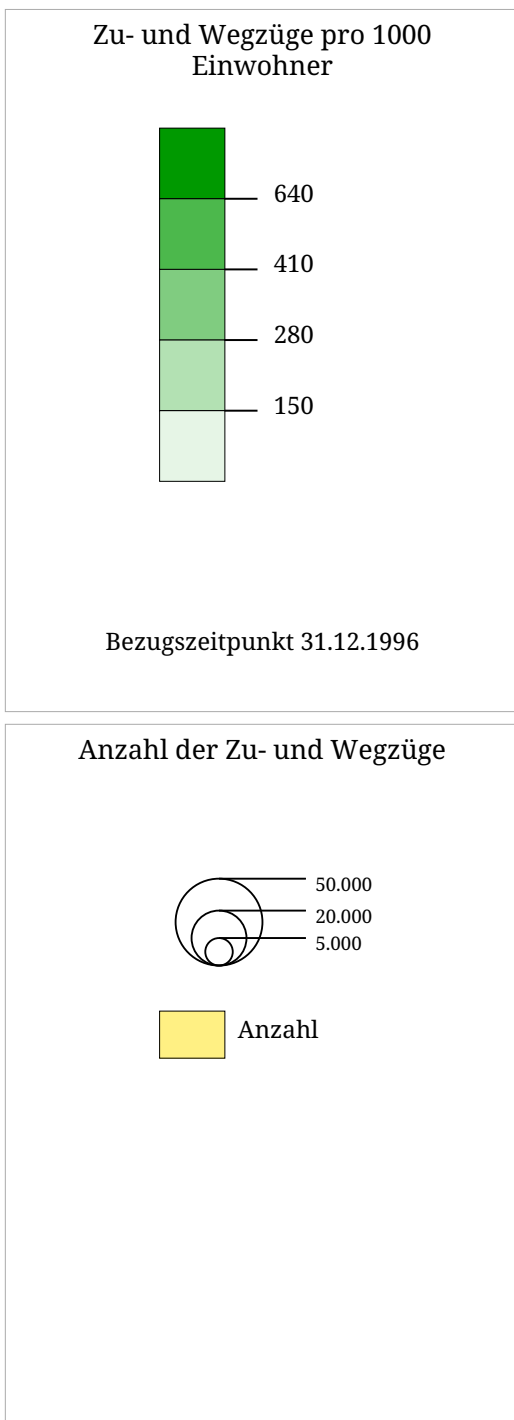 Zu- und Wegzüge pro 1000
Einwohner
640
410
280
150
Bezugszeitpunkt 31.12.1996
Anzahl der Zu- und Wegzüge
50.000
20.000
5.000
Anzahl